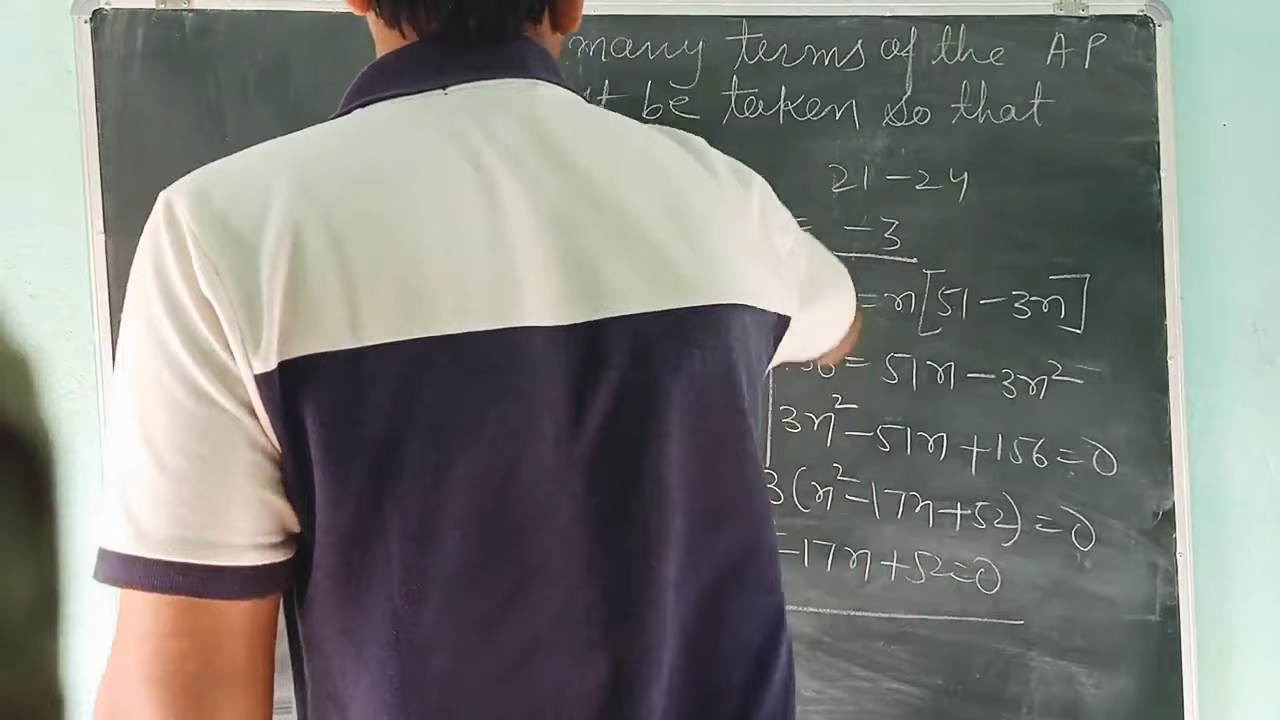 many terms of the AP
be taken so that
21-24
= -3
=n[51-3n]
56=51n-3n²
3n²-51n+156=0
3(n²-17n+52)=0
-17n+52=0